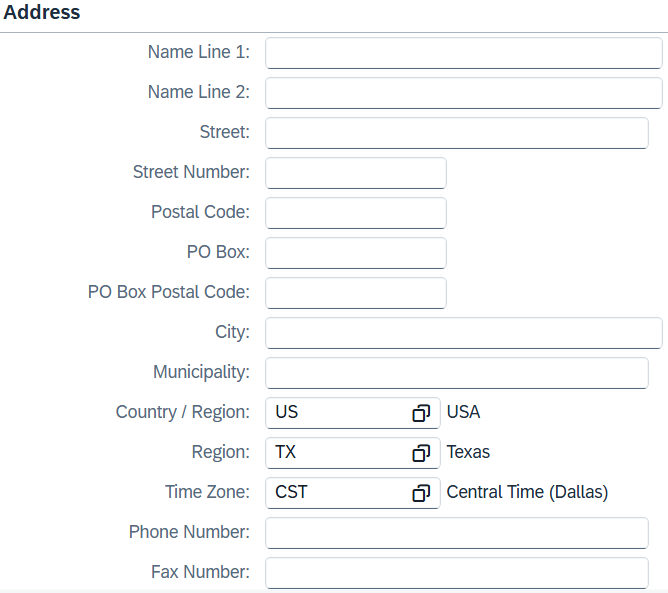 Address
Name Line 1:
Name Line 2:
Street:
Street Number:
Postal Code:
PO Box:
PO Box Postal Code:
City:
Municipality:
Country / Region: US USA
Region: TX Texas
Time Zone: CST Central Time (Dallas)
Phone Number:
Fax Number: